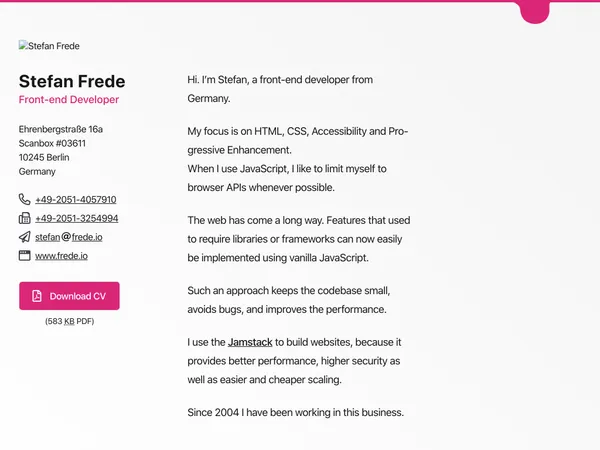 Stefan Frede
Stefan Frede
Front-end Developer
Ehrenbergstraße 16a
Scanbox #03611
10245 Berlin
Germany
+49-2051-4057910
+49-2051-3254994
stefan@frede.io
www.frede.io
Download CV
(583 KB PDF)
Hi. I’m Stefan, a front-end developer from
Germany.
My focus is on HTML, CSS, Accessibility and Pro-
gressive Enhancement.
When I use JavaScript, I like to limit myself to
browser APIs whenever possible.
The web has come a long way. Features that used
to require libraries or frameworks can now easily
be implemented using vanilla JavaScript.
Such an approach keeps the codebase small,
avoids bugs, and improves the performance.
I use the Jamstack to build websites, because it
provides better performance, higher security as
well as easier and cheaper scaling.
Since 2004 I have been working in this business.